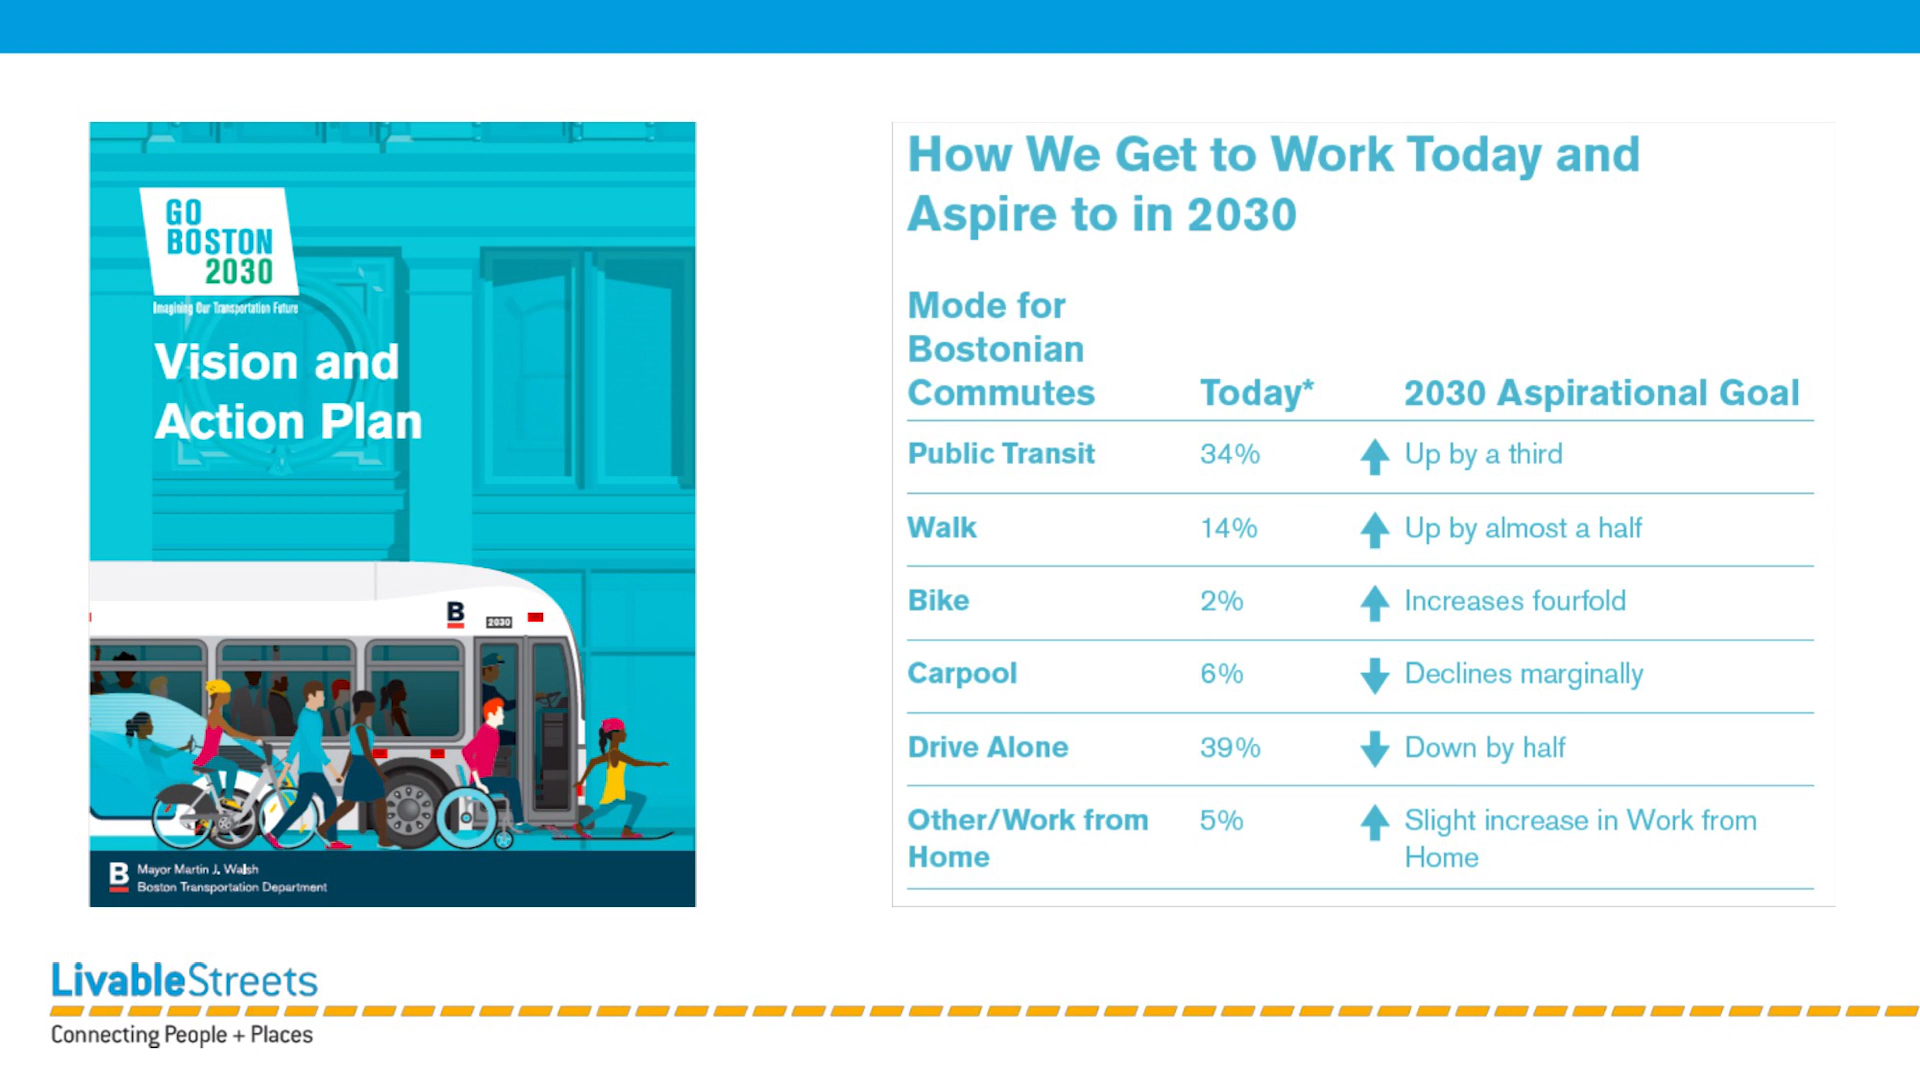 GO
BOSTON
2030
Imagining Our Transportation Future
Vision and
Action Plan
B
2030
B
Mayor Martin J. Walsh
Boston Transportation Department
How We Get to Work Today and
Aspire to in 2030
Mode for
Bostonian
Commutes Today* 2030 Aspirational Goal
Public Transit 34% Up by a third
Walk 14% Up by almost a half
Bike 2% Increases fourfold
Carpool 6% Declines marginally
Drive Alone 39% Down by half
Other/Work from 5% Slight increase in Work from
Home Home
LivableStreets
Connecting People + Places